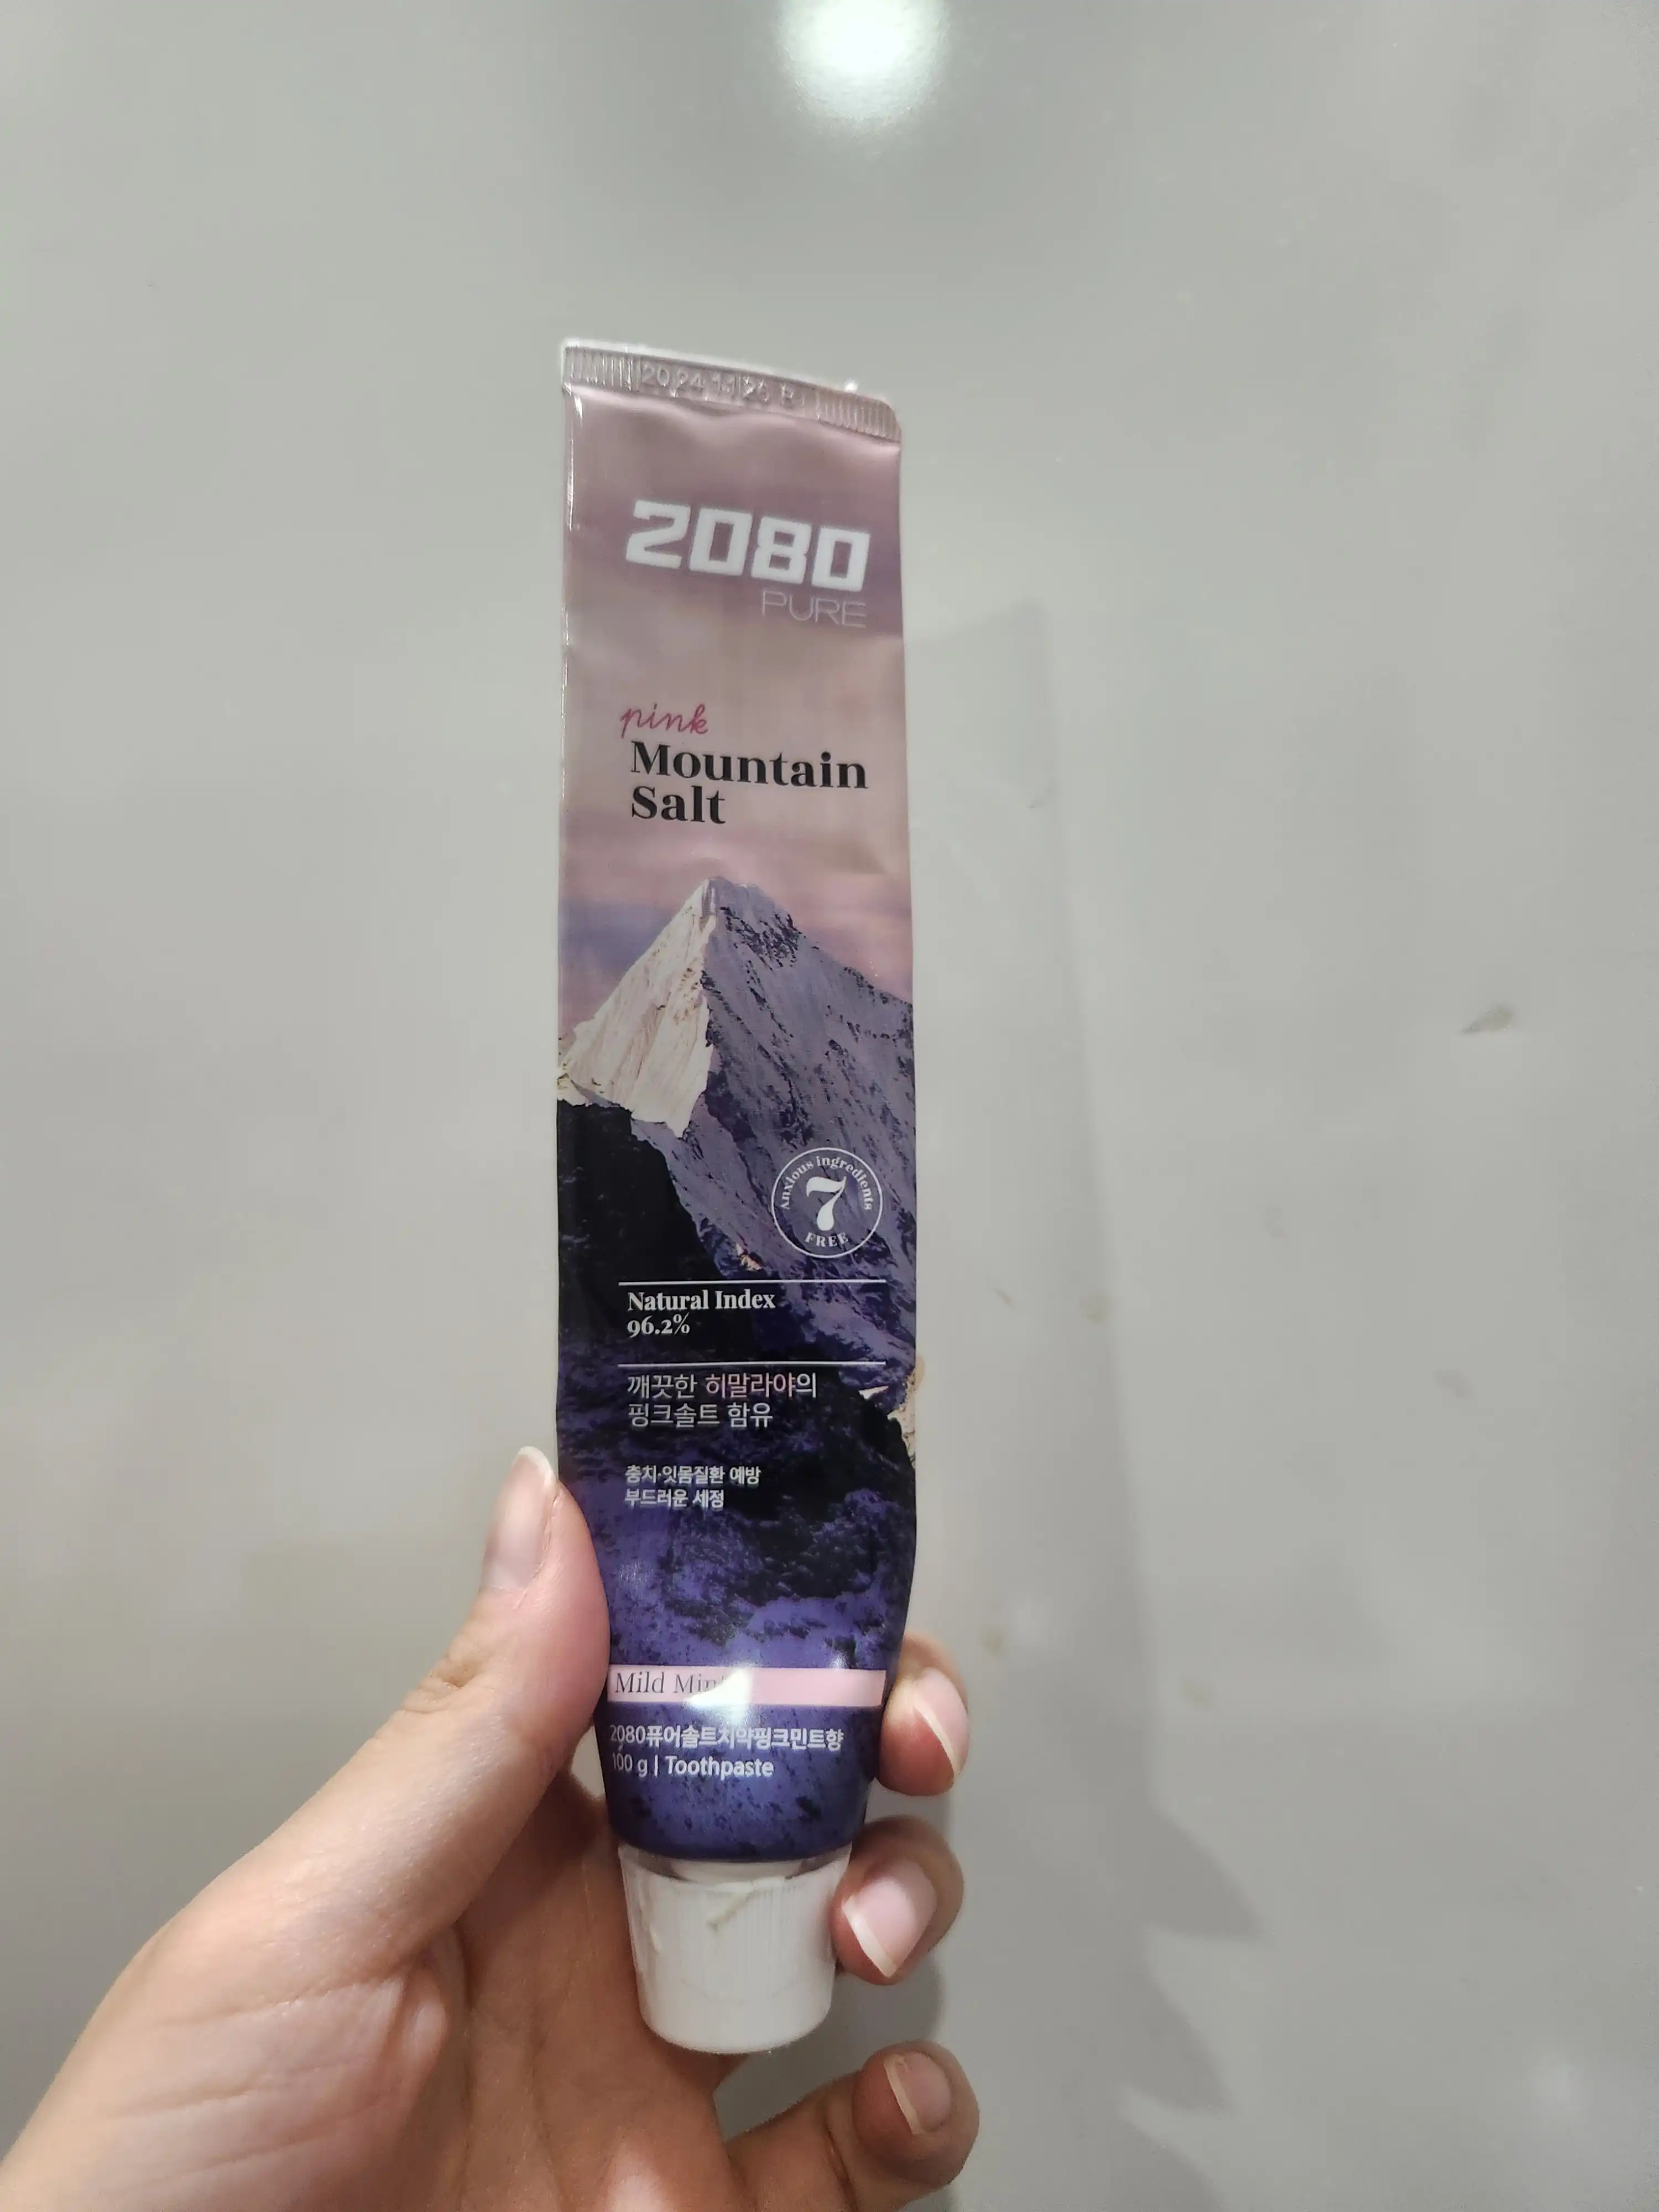 2024 11 26 B
2080
PURE
pink
Mountain
Salt
Anxious ingredients
7
FREE
Natural Index
96.2%
깨끗한 히말라야의
핑크솔트 함유
충치·잇몸질환 예방
부드러운 세정
Mild
2080퓨어솔트치약핑크민트향
100 g | Toothpaste